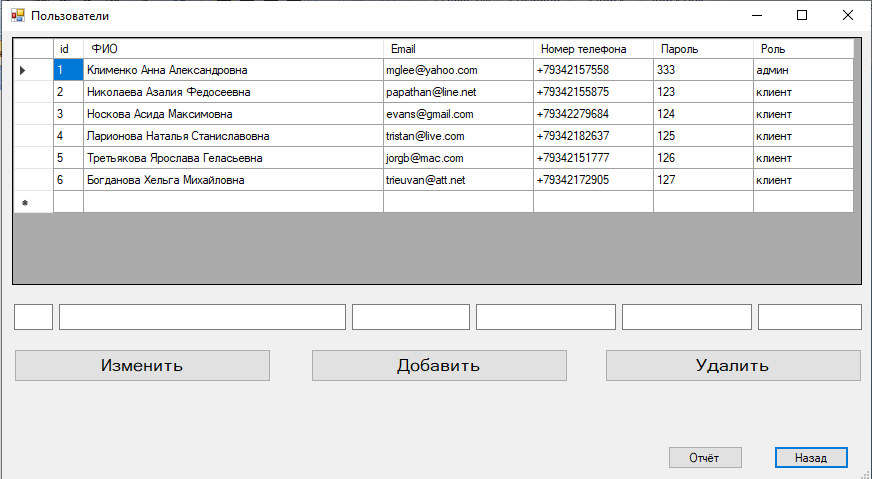 Пользователи
id ФИО Email Номер телефона Пароль Роль
1 Клименко Анна Александровна mglee@yahoo.com +79342157558 333 админ
2 Николаева Азалия Федосеевна papathan@line.net +79342155875 123 клиент
3 Носкова Асида Максимовна evans@gmail.com +79342279684 124 клиент
4 Ларионова Наталья Станиславовна tristan@live.com +79342182637 125 клиент
5 Третьякова Ярослава Геласьевна jorgb@mac.com +79342151777 126 клиент
6 Богданова Хельга Михайловна trieuvan@att.net +79342172905 127 клиент
Изменить Добавить Удалить
Отчёт Назад